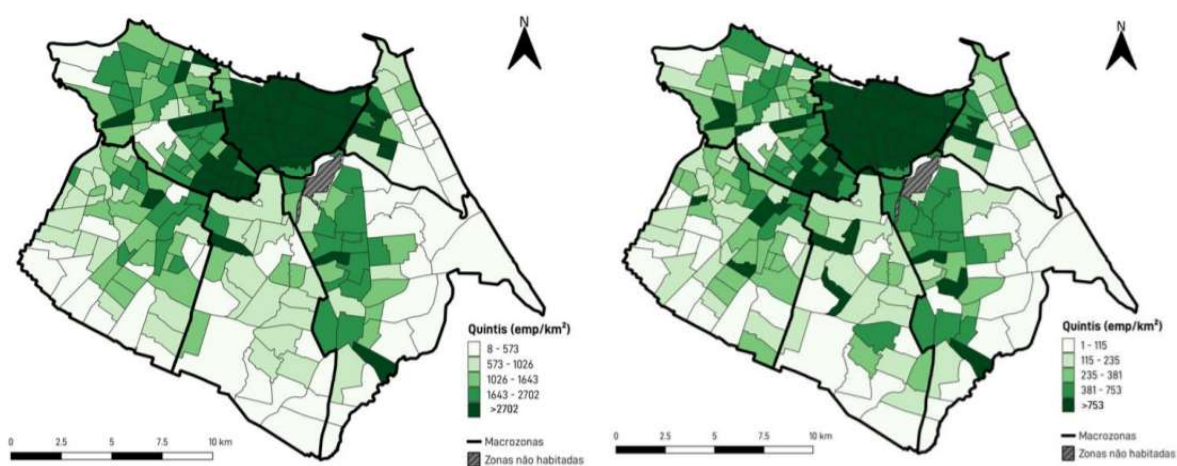 N
Quintis (emp/km²)
8 - 573
573 - 1026
1026 - 1643
1643 - 2702
>2702
0 2.5 5 7.5 10 km
Macrozonas
Zonas não habitadas
N
Quintis (emp/km²)
1 - 115
115 - 235
235 - 381
381 - 753
>753
0 2.5 5 7.5 10 km
Macrozonas
Zonas não habitadas